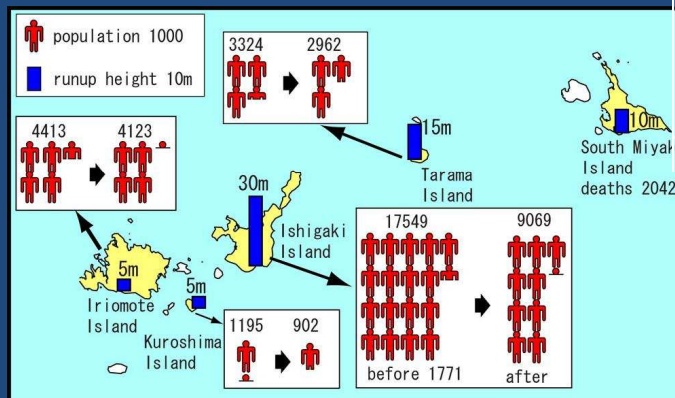 population 1000
runup height 10m
3324 2962
4413 4123
15m
Tarama
Island
10m
South Miyak
Island
deaths 2042
30m
Ishigaki
Island
17549 9069
before 1771 after
5m
Iriomote
Island
5m
Kuroshima
Island
1195 902